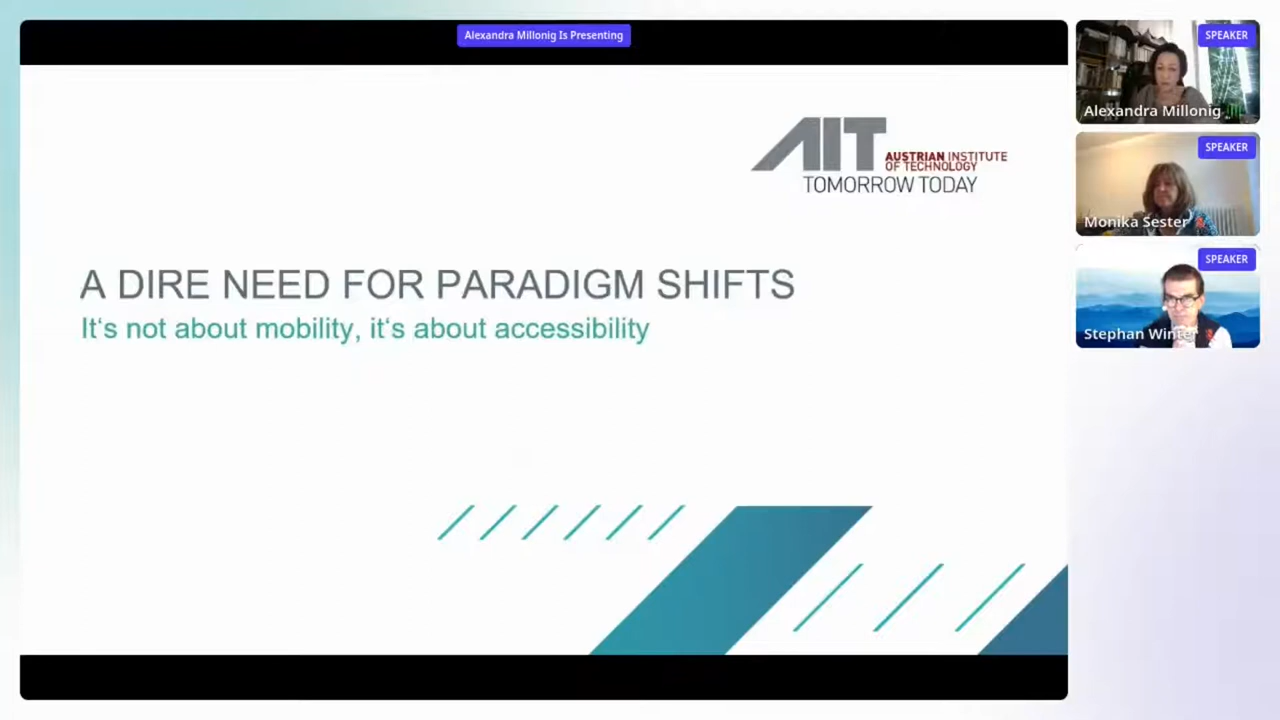 Alexandra Millonig Is Presenting
AIT
AUSTRIAN INSTITUTE
OF TECHNOLOGY
TOMORROW TODAY
A DIRE NEED FOR PARADIGM SHIFTS
It‘s not about mobility, it‘s about accessibility
SPEAKER
Alexandra Millonig
SPEAKER
Monika Sester
SPEAKER
Stephan Winter